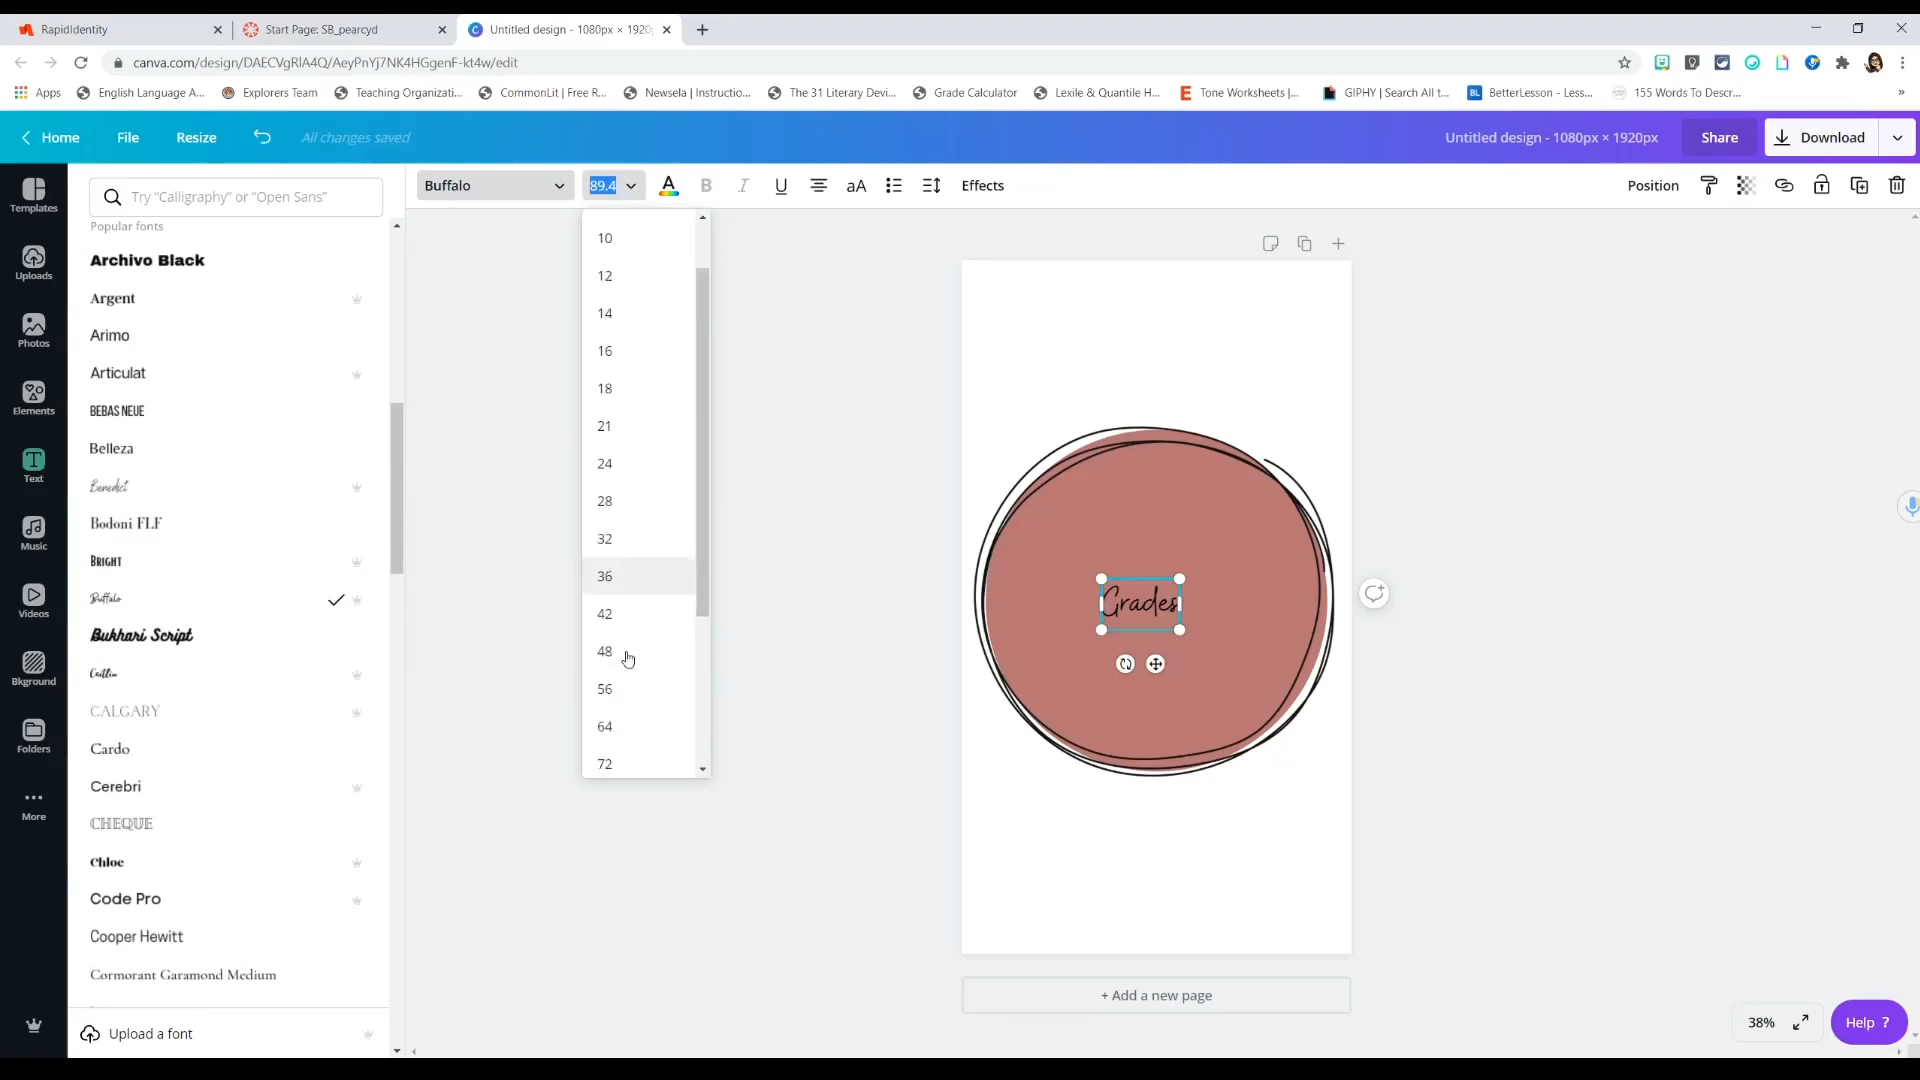 RapidIdentity
Start Page: SB_pearcyd
Untitled design - 1080px × 1920
canva.com/design/DAECVgRlA4Q/AeyPnYj7NK4HGgenF-kt4w/edit
Apps
English Language A...
Explorers Team
Teaching Organizati...
CommonLit | Free R...
Newsela | Instructio...
The 31 Literary Devi...
Grade Calculator
Lexile & Quantile H...
Tone Worksheets |...
GIPHY | Search All t...
BetterLesson - Less...
155 Words To Descr...
Home
File
Resize
All changes saved
Untitled design - 1080px × 1920px
Share
Download
Buffalo
89.4
Effects
Position
Templates
Uploads
Photos
Elements
Text
Music
Videos
Bkground
Folders
More
Try “Calligraphy” or “Open Sans”
Popular fonts
Archivo Black
Argent
Arimo
Articulat
BEBAS NEUE
Belleza
Benedict
Bodoni FLF
BRIGHT
Buffalo
Bukhari Script
Caitlin
CALGARY
Cardo
Cerebri
CHEQUE
Chloe
Code Pro
Cooper Hewitt
Cormorant Garamond Medium
Upload a font
10
12
14
16
18
21
24
28
32
36
42
48
56
64
72
Grades
+ Add a new page
38%
Help ?